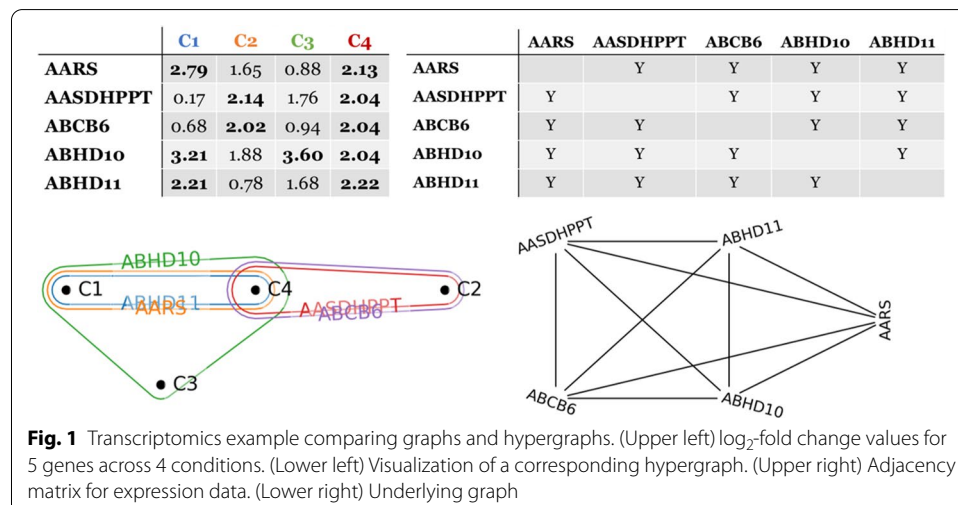 C1 C2 C3 C4
AARS 2.79 1.65 0.88 2.13
AASDHPPT 0.17 2.14 1.76 2.04
ABCB6 0.68 2.02 0.94 2.04
ABHD10 3.21 1.88 3.60 2.04
ABHD11 2.21 0.78 1.68 2.22
AARS AASDHPPT ABCB6 ABHD10 ABHD11
AARS Y Y Y Y
AASDHPPT Y Y Y Y
ABCB6 Y Y Y Y
ABHD10 Y Y Y Y
ABHD11 Y Y Y Y
ABHD10
C1 C4 C2
ABHD11 AASDHPPT
AARS ABCB6
C3
AASDHPPT ABHD11
AARS
ABCB6 ABHD10
Fig. 1 Transcriptomics example comparing graphs and hypergraphs. (Upper left) log2-fold change values for
5 genes across 4 conditions. (Lower left) Visualization of a corresponding hypergraph. (Upper right) Adjacency
matrix for expression data. (Lower right) Underlying graph